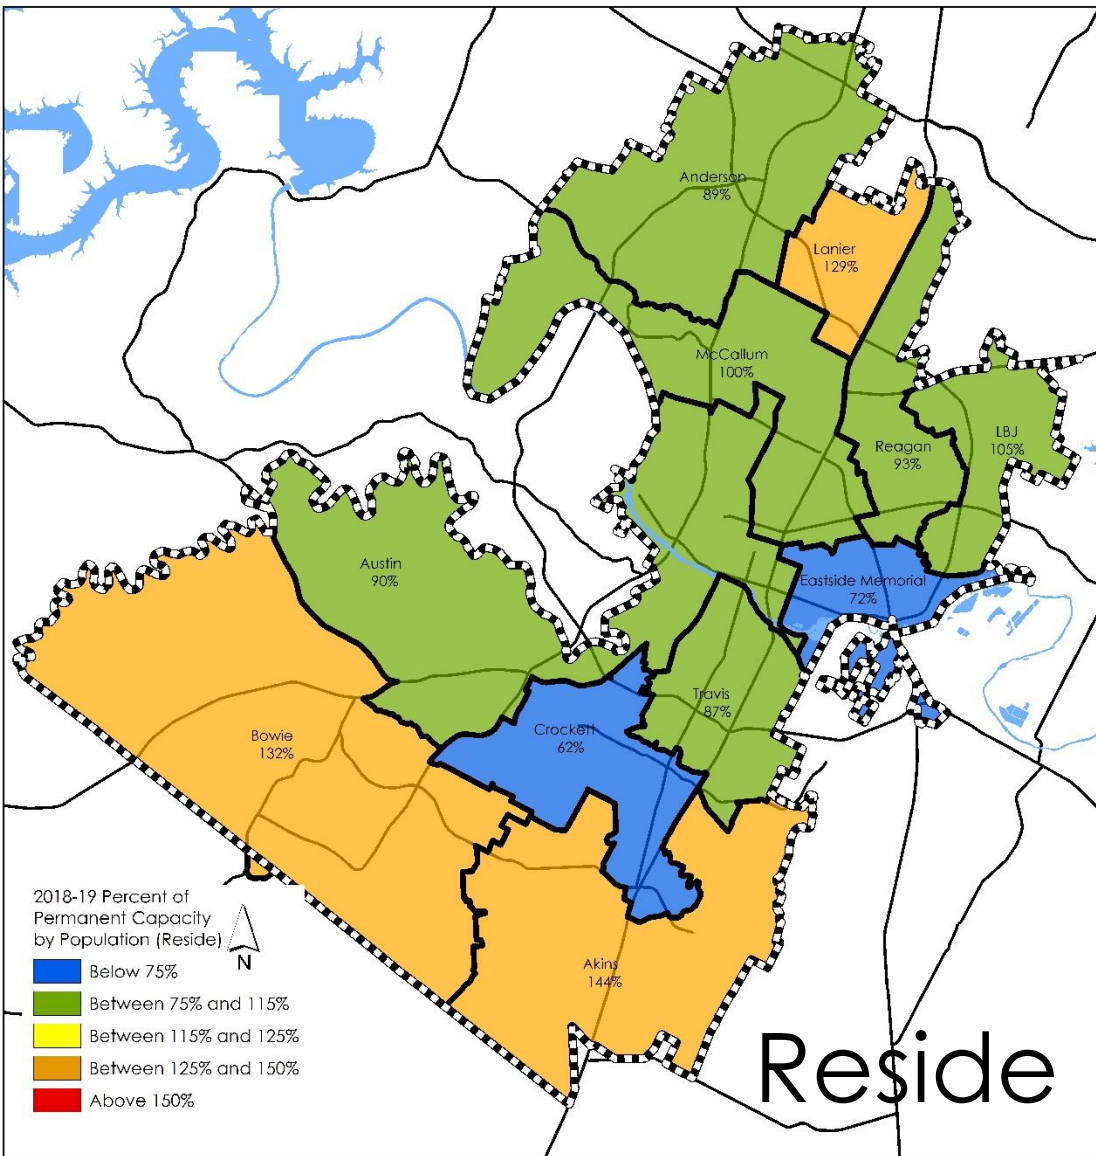 Anderson
89%
Lanier
129%
McCallum
100%
Reagan
93%
LBJ
105%
Austin
90%
Eastside Memorial
72%
Travis
87%
Crockett
62%
Bowie
132%
Akins
144%
2018-19 Percent of
Permanent Capacity
by Population (Reside)
N
Below 75%
Between 75% and 115%
Between 115% and 125%
Between 125% and 150%
Above 150%
Reside